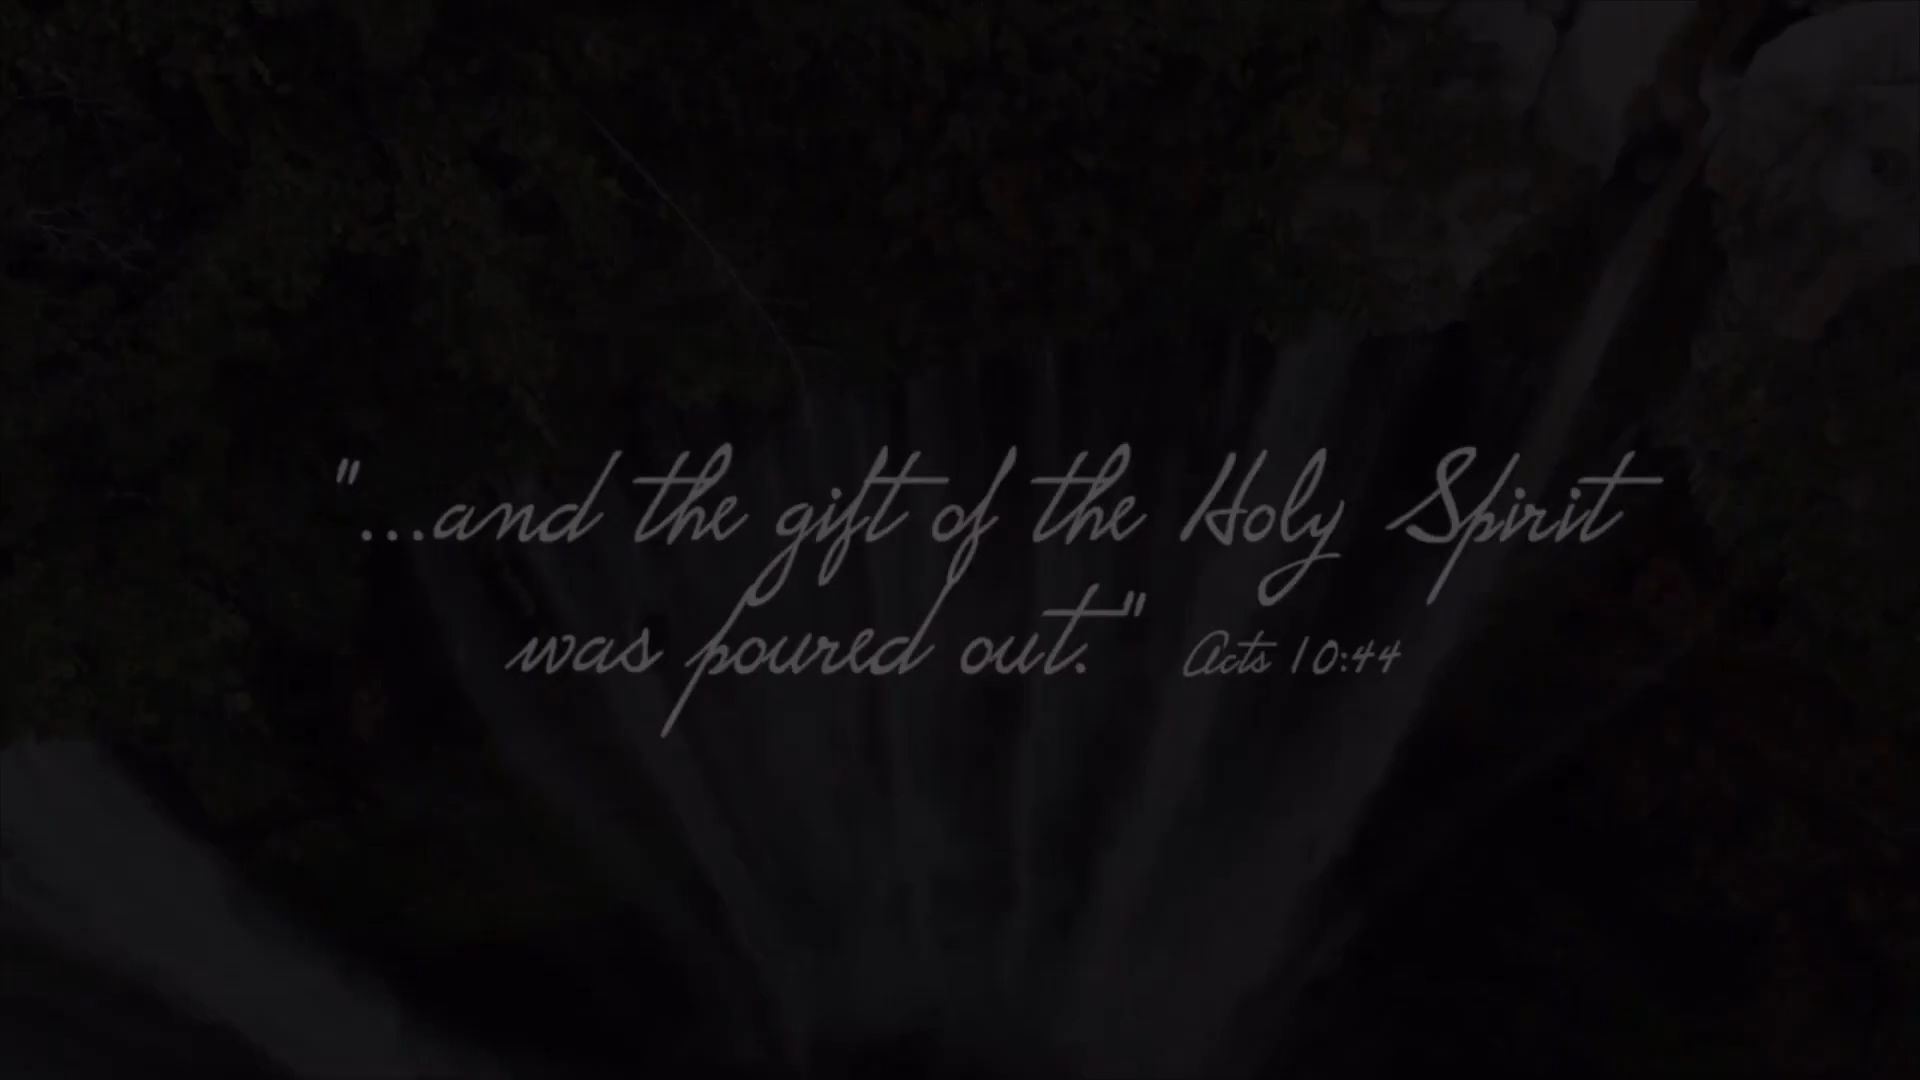 "...and the gift of the Holy Spirit
was poured out." Acts 10:44